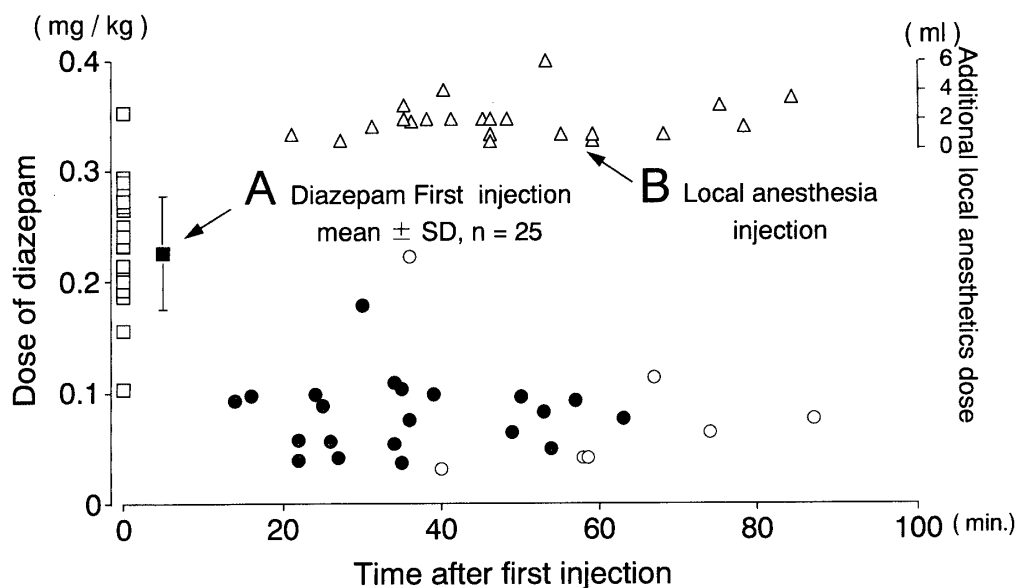 ( mg / kg )
( ml )
0.4
0.3
0.2
0.1
0
Dose of diazepam
6
4
2
0
Additional local anesthetics dose
A Diazepam First injection
mean ± SD, n = 25
B Local anesthesia
injection
0 20 40 60 80 100 ( min.)
Time after first injection